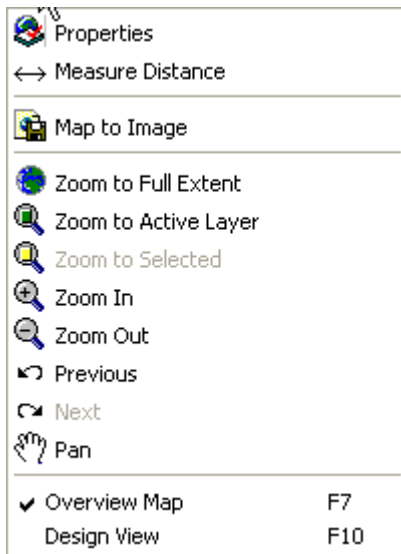 Properties
Measure Distance
Map to Image
Zoom to Full Extent
Zoom to Active Layer
Zoom to Selected
Zoom In
Zoom Out
Previous
Next
Pan
Overview Map F7
Design View F10